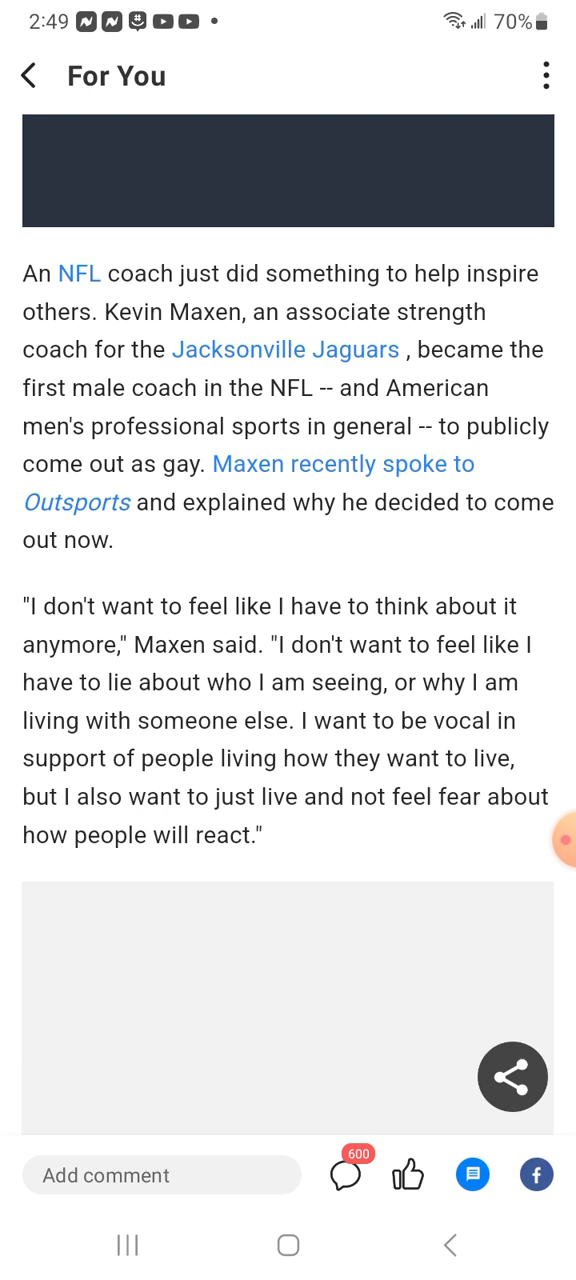 2:49 70%
For You
An NFL coach just did something to help inspire
others. Kevin Maxen, an associate strength
coach for the Jacksonville Jaguars , became the
first male coach in the NFL -- and American
men's professional sports in general -- to publicly
come out as gay. Maxen recently spoke to
Outsports and explained why he decided to come
out now.
"I don't want to feel like I have to think about it
anymore," Maxen said. "I don't want to feel like I
have to lie about who I am seeing, or why I am
living with someone else. I want to be vocal in
support of people living how they want to live,
but I also want to just live and not feel fear about
how people will react."
600
Add comment